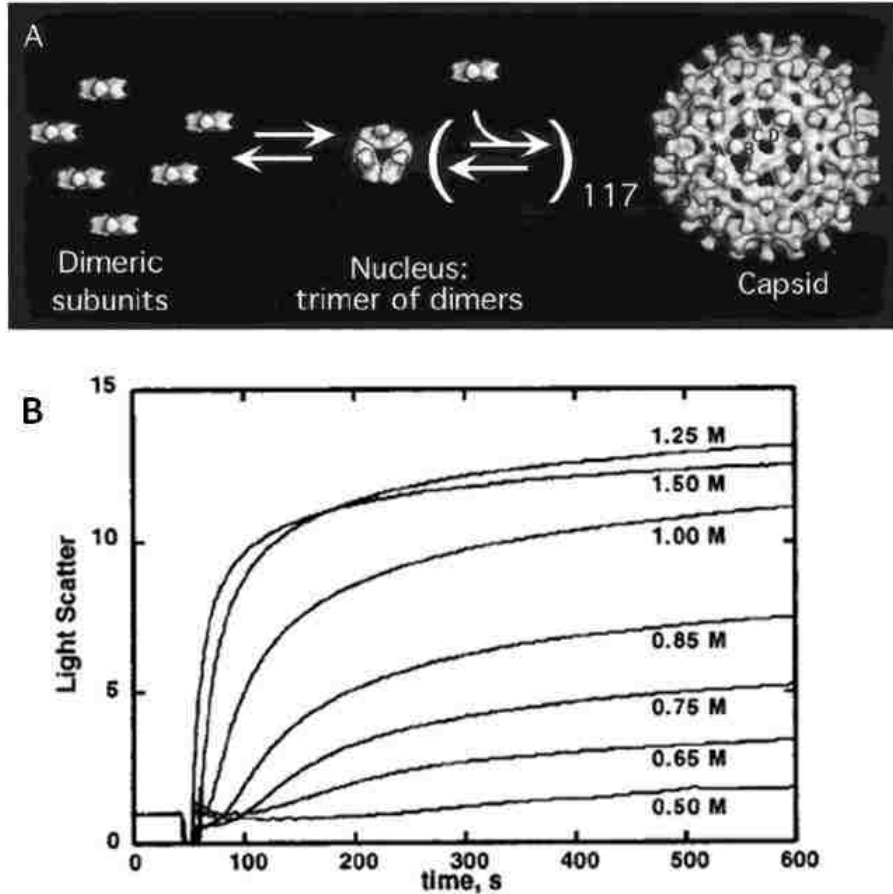 A
117
Dimeric
subunits
Nucleus:
trimer of dimers
Capsid
B
15
10
5
0
Light Scatter
1.25 M
1.50 M
1.00 M
0.85 M
0.75 M
0.65 M
0.50 M
0 100 200 300 400 500 600
time, s